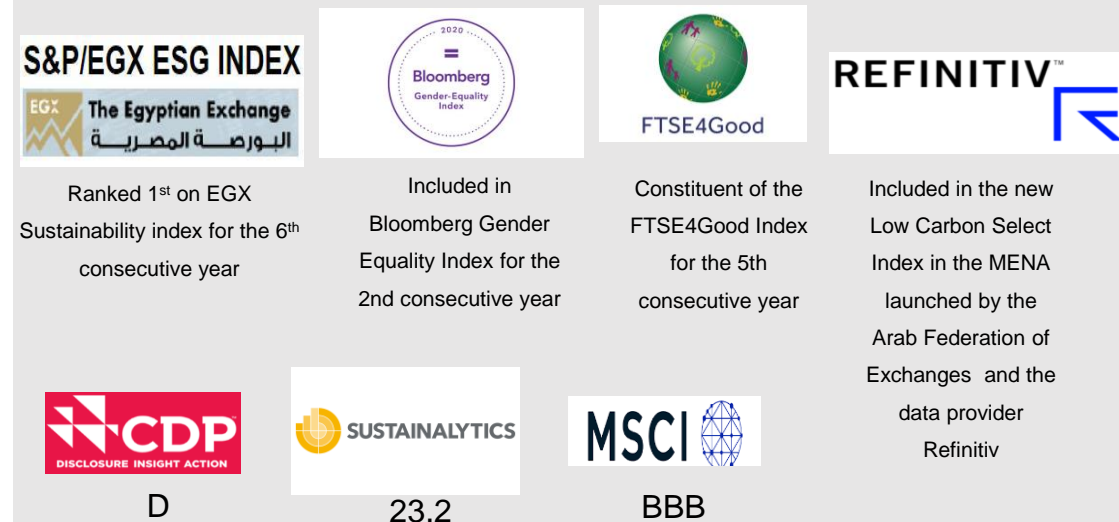 S&P/EGX ESG INDEX
EGX
The Egyptian Exchange
البورصة المصرية
Ranked 1st on EGX
Sustainability index for the 6th
consecutive year
2020
=
Bloomberg
Gender-Equality
Index
Included in
Bloomberg Gender
Equality Index for the
2nd consecutive year
FTSE4Good
Constituent of the
FTSE4Good Index
for the 5th
consecutive year
REFINITIV™
Included in the new
Low Carbon Select
Index in the MENA
launched by the
Arab Federation of
Exchanges and the
data provider
Refinitiv
CDP
DISCLOSURE INSIGHT ACTION
D
SUSTAINALYTICS
23.2
MSCI
BBB